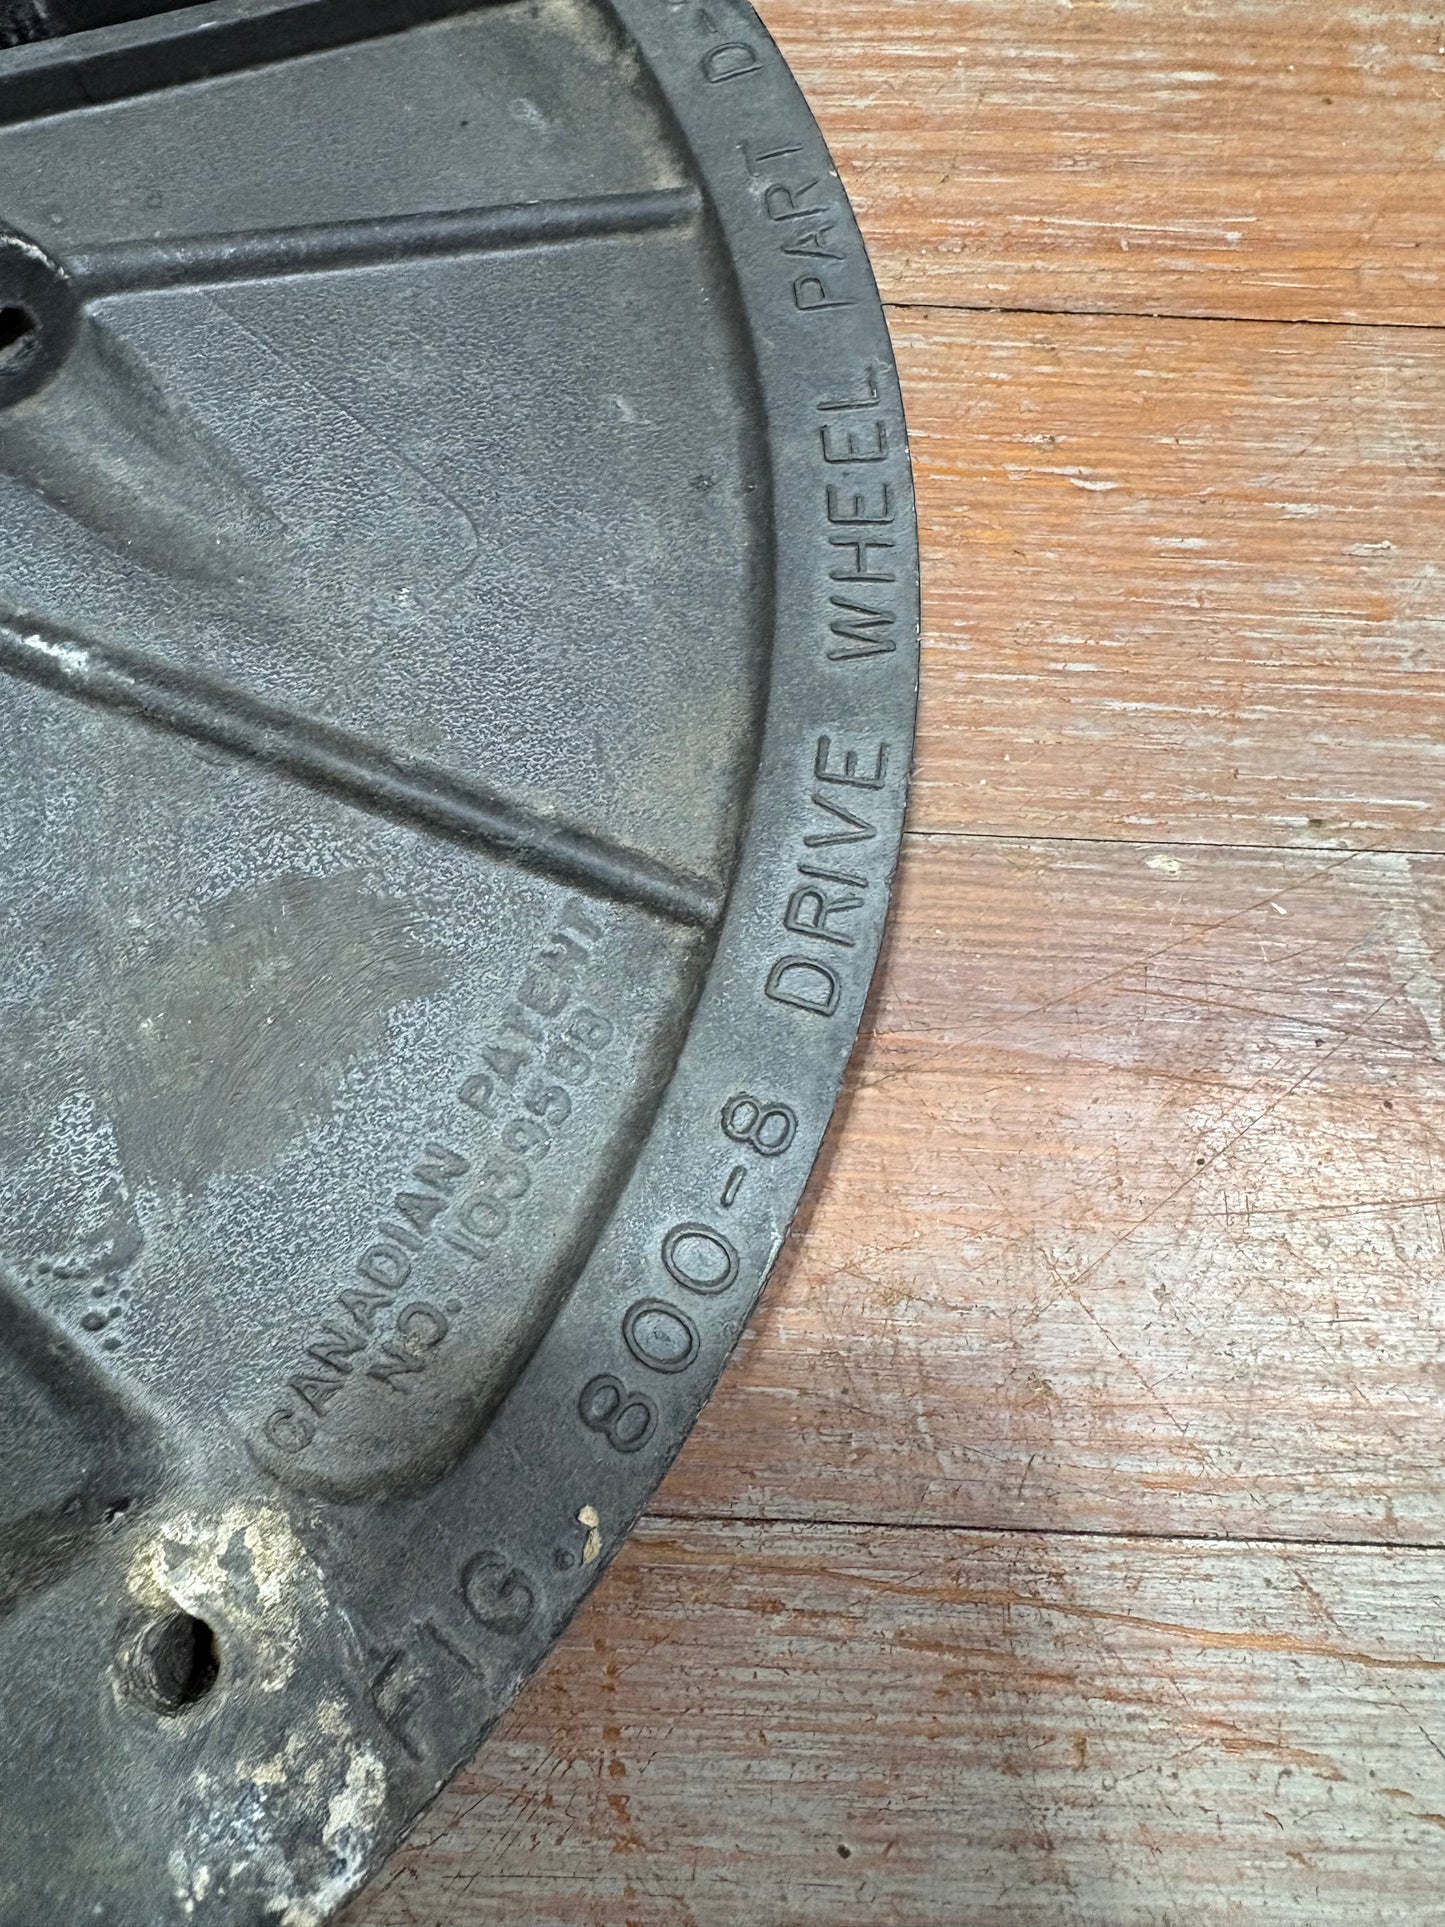 FIG. 800-8 DRIVE WHEEL PART D-
CANADIAN PATENT
NO. 1039598